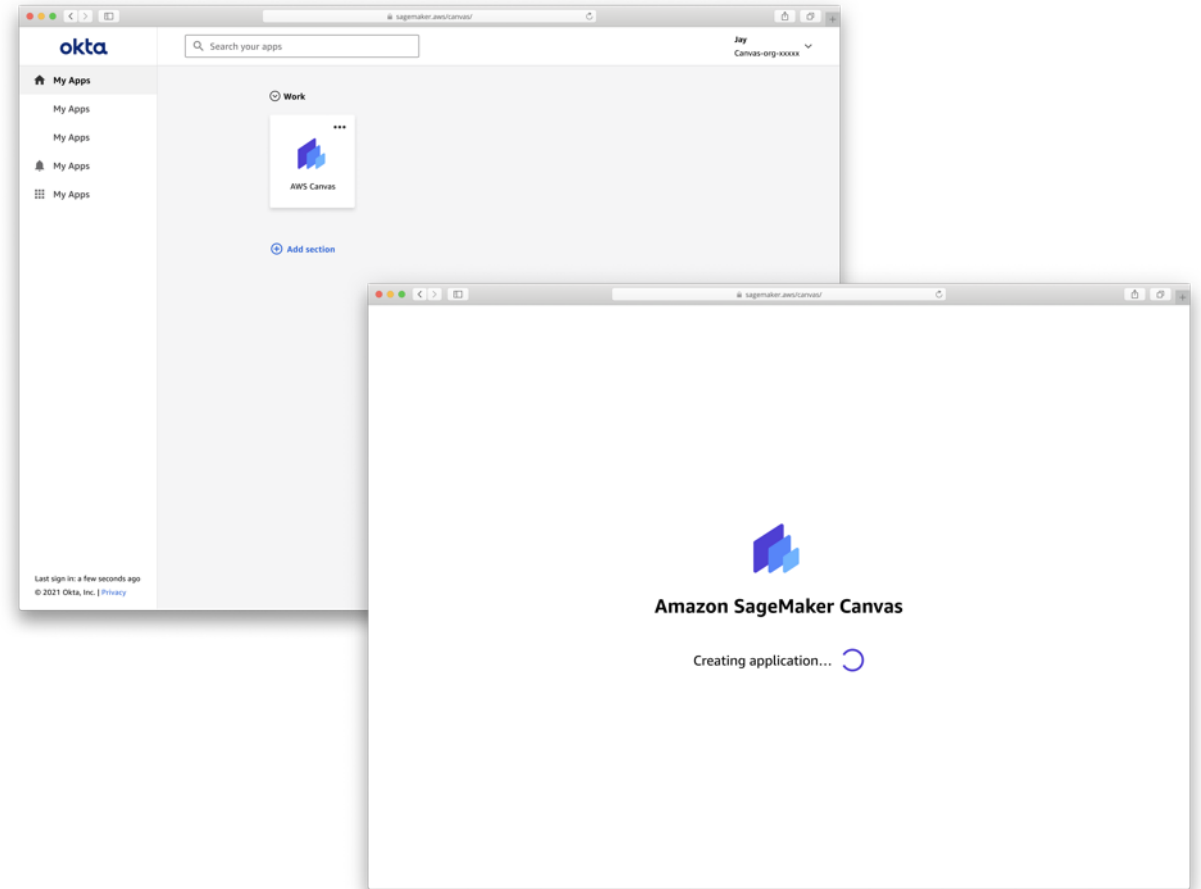 sagemaker.aws/canvas/
okta
Search your apps
Jay
Canvas-org-xxxxx
My Apps
My Apps
My Apps
My Apps
My Apps
Work
AWS Canvas
Add section
Last sign in: a few seconds ago
© 2021 Okta, Inc. | Privacy
sagemaker.aws/canvas/
Amazon SageMaker Canvas
Creating application...